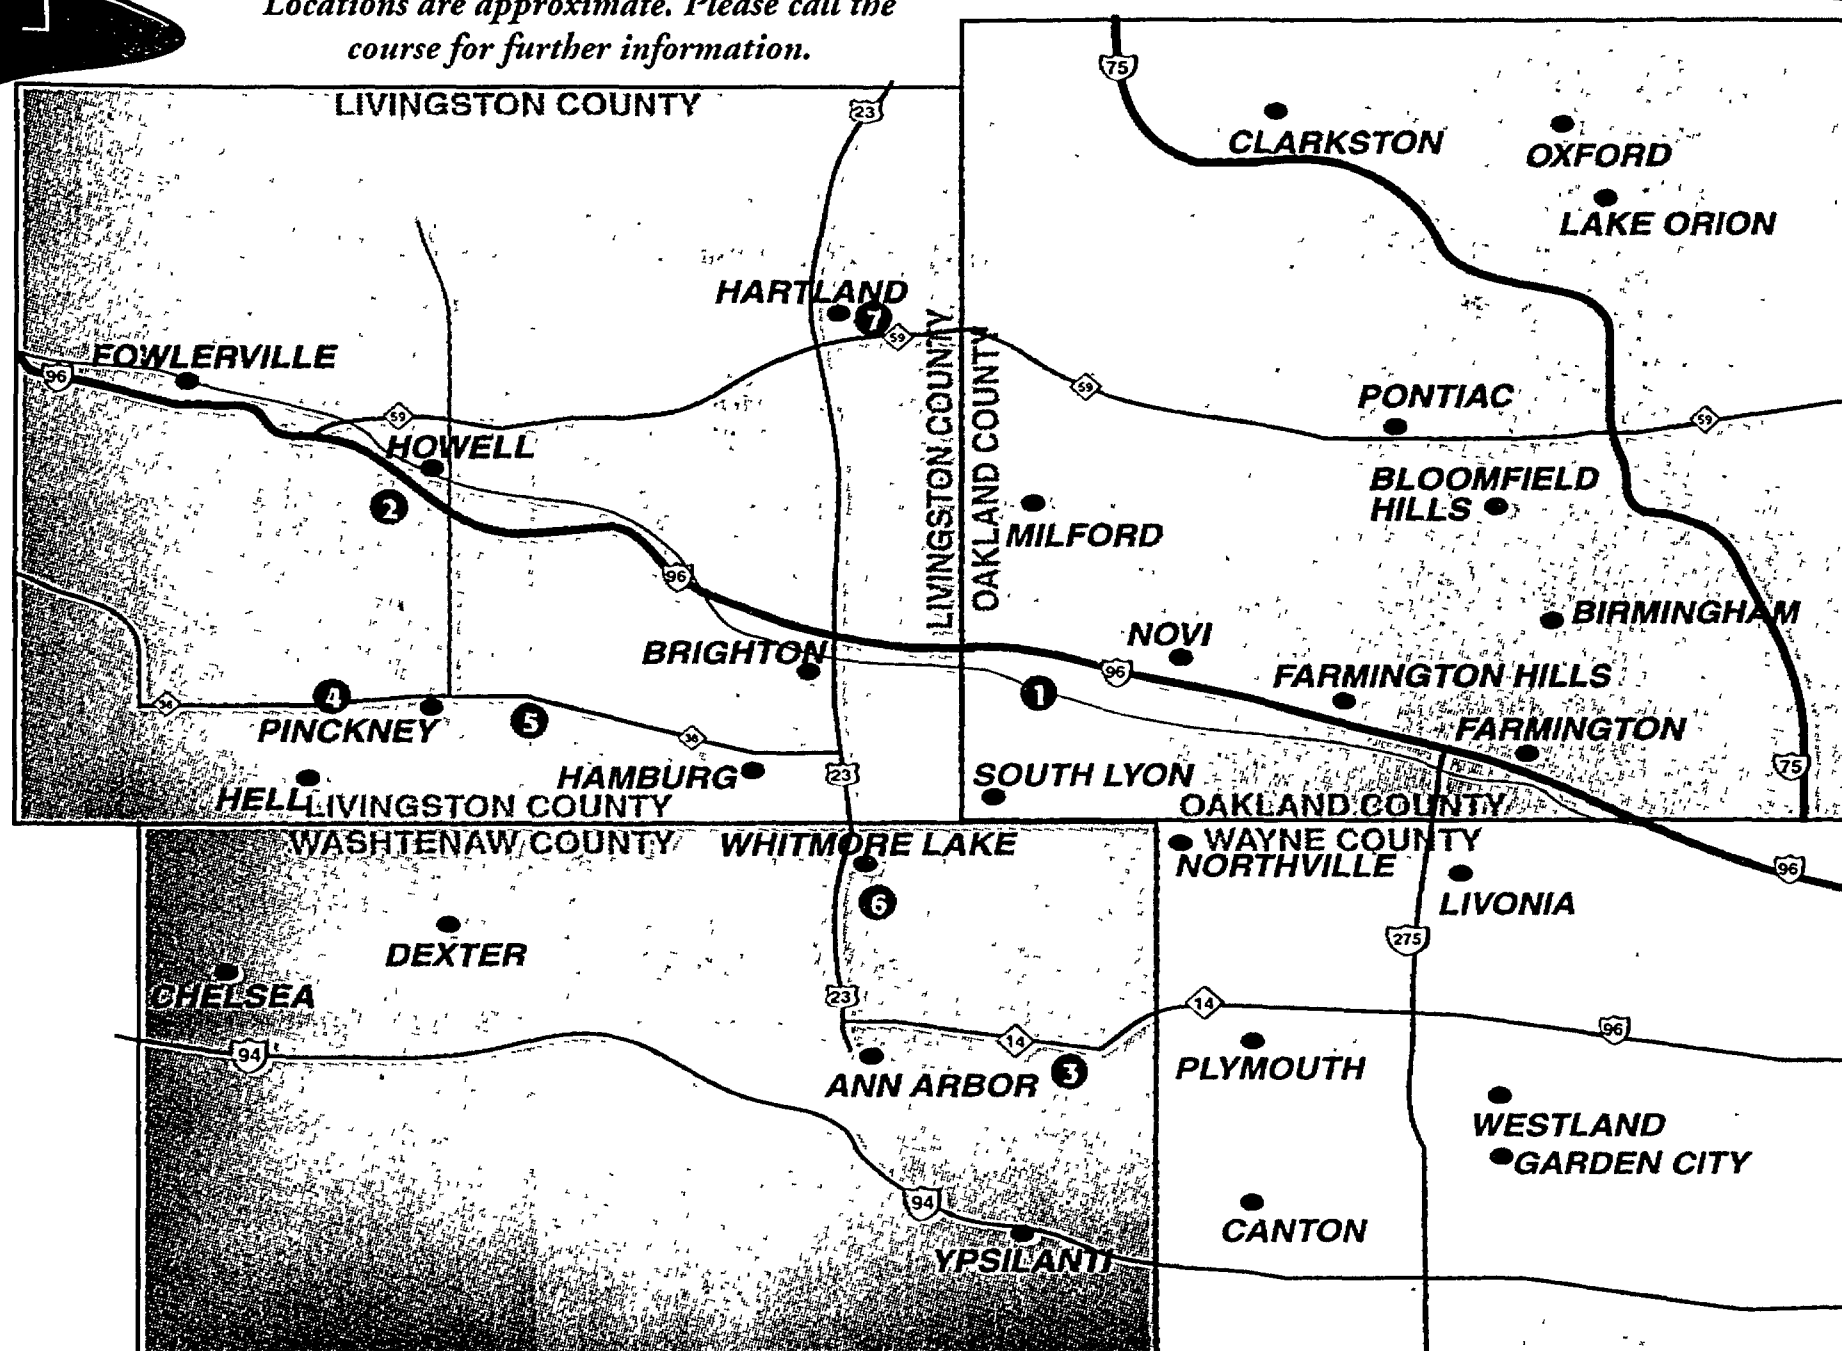 Locations are approximate. Please call the
course for further information.
LIVINGSTON COUNTY
23
75
CLARKSTON
OXFORD
LAKE ORION
HARTLAND
7
59
FOWLERVILLE
96
59
HOWELL
2
LIVINGSTON COUNTY
OAKLAND COUNTY
59
PONTIAC
59
BLOOMFIELD
HILLS
MILFORD
96
BIRMINGHAM
NOVI
BRIGHTON
96
FARMINGTON HILLS
1
4
36
PINCKNEY
5
36
FARMINGTON
HAMBURG
23
SOUTH LYON
75
HELL
LIVINGSTON COUNTY
OAKLAND COUNTY
WASHTENAW COUNTY
WHITMORE LAKE
WAYNE COUNTY
NORTHVILLE
96
6
LIVONIA
DEXTER
275
CHELSEA
23
14
96
94
14
ANN ARBOR
3
PLYMOUTH
WESTLAND
GARDEN CITY
94
CANTON
YPSILANTI